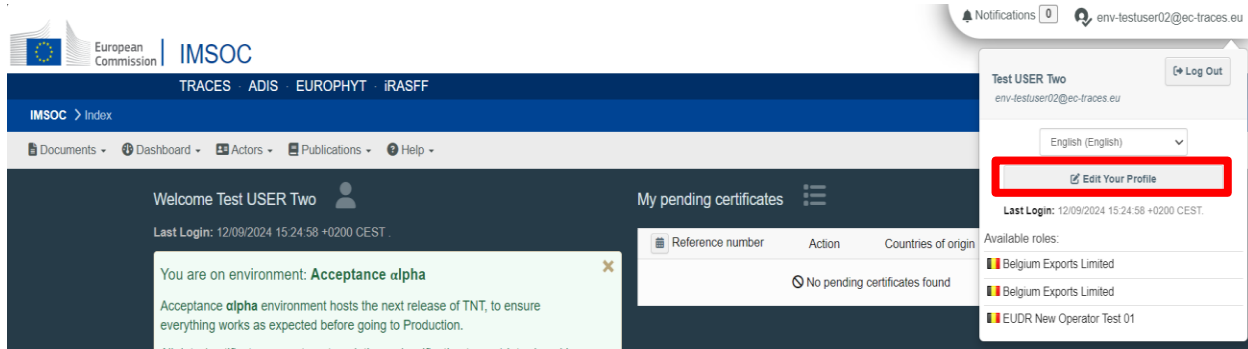 Notifications 0 env-testuser02@ec-traces.eu
European
Commission
IMSOC
TRACES · ADIS · EUROPHYT · iRASFF
IMSOC > Index
Documents Dashboard Actors Publications Help
Log Out
Test USER Two
env-testuser02@ec-traces.eu
English (English)
Edit Your Profile
Last Login: 12/09/2024 15:24:58 +0200 CEST.
Available roles:
Belgium Exports Limited
Belgium Exports Limited
EUDR New Operator Test 01
Welcome Test USER Two
Last Login: 12/09/2024 15:24:58 +0200 CEST .
You are on environment: Acceptance αlpha
Acceptance αlpha environment hosts the next release of TNT, to ensure
everything works as expected before going to Production.
My pending certificates
Reference number Action Countries of origin
No pending certificates found